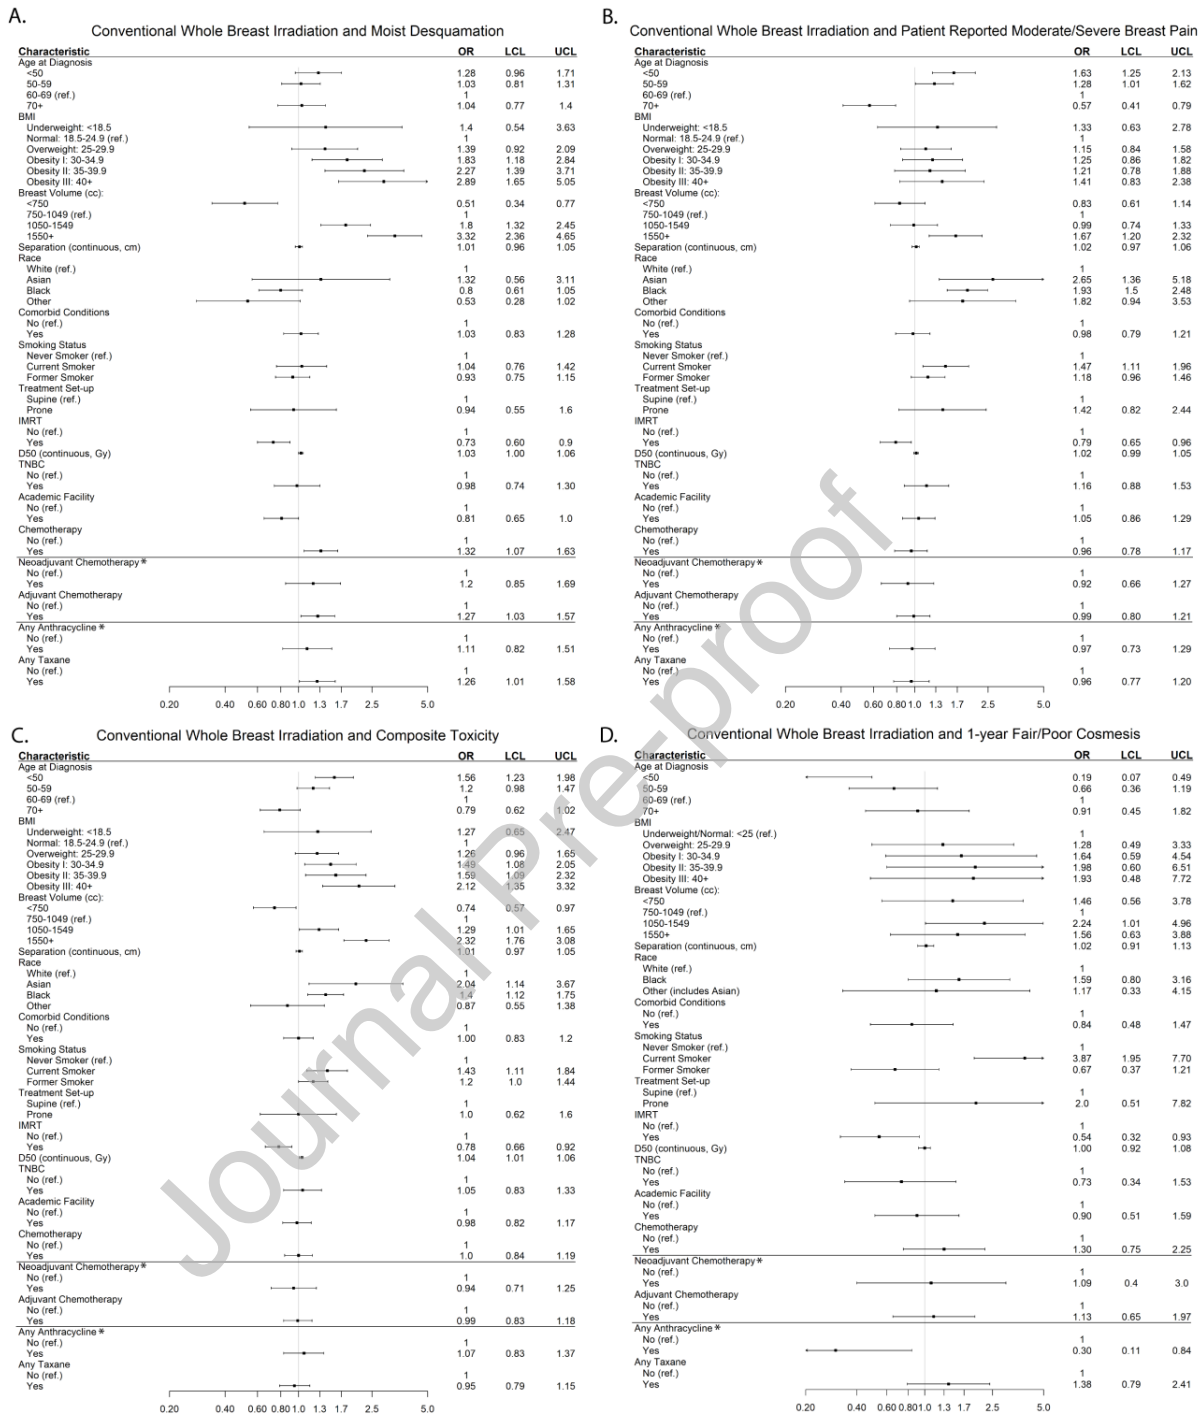 A.
Conventional Whole Breast Irradiation and Moist Desquamation
Characteristic OR LCL UCL
Age at Diagnosis
<50 1.28 0.96 1.71
50-59 1.03 0.81 1.31
60-69 (ref.) 1
70+ 1.04 0.77 1.4
BMI
Underweight: <18.5 1.4 0.54 3.63
Normal: 18.5-24.9 (ref.) 1
Overweight: 25-29.9 1.39 0.92 2.09
Obesity I: 30-34.9 1.83 1.18 2.84
Obesity II: 35-39.9 2.27 1.39 3.71
Obesity III: 40+ 2.89 1.65 5.05
Breast Volume (cc):
<750 0.51 0.34 0.77
750-1049 (ref.) 1
1050-1549 1.8 1.32 2.45
1550+ 3.32 2.36 4.65
Separation (continuous, cm) 1.01 0.96 1.05
Race
White (ref.) 1
Asian 1.32 0.56 3.11
Black 0.8 0.61 1.05
Other 0.53 0.28 1.02
Comorbid Conditions
No (ref.) 1
Yes 1.03 0.83 1.28
Smoking Status
Never Smoker (ref.) 1
Current Smoker 1.04 0.76 1.42
Former Smoker 0.93 0.75 1.15
Treatment Set-up
Supine (ref.) 1
Prone 0.94 0.55 1.6
IMRT
No (ref.) 1
Yes 0.73 0.60 0.9
D50 (continuous, Gy) 1.03 1.00 1.06
TNBC
No (ref.) 1
Yes 0.98 0.74 1.30
Academic Facility
No (ref.) 1
Yes 0.81 0.65 1.0
Chemotherapy
No (ref.) 1
Yes 1.32 1.07 1.63
Neoadjuvant Chemotherapy*
No (ref.) 1
Yes 1.2 0.85 1.69
Adjuvant Chemotherapy
No (ref.) 1
Yes 1.27 1.03 1.57
Any Anthracycline *
No (ref.) 1
Yes 1.11 0.82 1.51
Any Taxane
No (ref.) 1
Yes 1.26 1.01 1.58
0.20 0.40 0.60 0.80 1.0 1.3 1.7 2.5 5.0
B.
Conventional Whole Breast Irradiation and Patient Reported Moderate/Severe Breast Pain
Characteristic OR LCL UCL
Age at Diagnosis
<50 1.63 1.25 2.13
50-59 1.28 1.01 1.62
60-69 (ref.) 1
70+ 0.57 0.41 0.79
BMI
Underweight: <18.5 1.33 0.63 2.78
Normal: 18.5-24.9 (ref.) 1
Overweight: 25-29.9 1.15 0.84 1.58
Obesity I: 30-34.9 1.25 0.86 1.82
Obesity II: 35-39.9 1.21 0.78 1.88
Obesity III: 40+ 1.41 0.83 2.38
Breast Volume (cc):
<750 0.83 0.61 1.14
750-1049 (ref.) 1
1050-1549 0.99 0.74 1.33
1550+ 1.67 1.20 2.32
Separation (continuous, cm) 1.02 0.97 1.06
Race
White (ref.) 1
Asian 2.65 1.36 5.18
Black 1.93 1.5 2.48
Other 1.82 0.94 3.53
Comorbid Conditions
No (ref.) 1
Yes 0.98 0.79 1.21
Smoking Status
Never Smoker (ref.) 1
Current Smoker 1.47 1.11 1.96
Former Smoker 1.18 0.96 1.46
Treatment Set-up
Supine (ref.) 1
Prone 1.42 0.82 2.44
IMRT
No (ref.) 1
Yes 0.79 0.65 0.96
D50 (continuous, Gy) 1.02 0.99 1.05
TNBC
No (ref.) 1
Yes 1.16 0.88 1.53
Academic Facility
No (ref.) 1
Yes 1.05 0.86 1.29
Chemotherapy
No (ref.) 1
Yes 0.96 0.78 1.17
Neoadjuvant Chemotherapy*
No (ref.) 1
Yes 0.92 0.66 1.27
Adjuvant Chemotherapy
No (ref.) 1
Yes 0.99 0.80 1.21
Any Anthracycline *
No (ref.) 1
Yes 0.97 0.73 1.29
Any Taxane
No (ref.) 1
Yes 0.96 0.77 1.20
0.20 0.40 0.60 0.80 1.0 1.3 1.7 2.5 5.0
C.
Conventional Whole Breast Irradiation and Composite Toxicity
Characteristic OR LCL UCL
Age at Diagnosis
<50 1.56 1.23 1.98
50-59 1.2 0.98 1.47
60-69 (ref.) 1
70+ 0.79 0.62 1.02
BMI
Underweight: <18.5 1.27 0.65 2.47
Normal: 18.5-24.9 (ref.) 1
Overweight: 25-29.9 1.26 0.96 1.65
Obesity I: 30-34.9 1.49 1.08 2.05
Obesity II: 35-39.9 1.59 1.09 2.32
Obesity III: 40+ 2.12 1.35 3.32
Breast Volume (cc):
<750 0.74 0.57 0.97
750-1049 (ref.) 1
1050-1549 1.29 1.01 1.65
1550+ 2.32 1.76 3.08
Separation (continuous, cm) 1.01 0.97 1.05
Race
White (ref.) 1
Asian 2.04 1.14 3.67
Black 1.4 1.12 1.75
Other 0.87 0.55 1.38
Comorbid Conditions
No (ref.) 1
Yes 1.00 0.83 1.2
Smoking Status
Never Smoker (ref.) 1
Current Smoker 1.43 1.11 1.84
Former Smoker 1.2 1.0 1.44
Treatment Set-up
Supine (ref.) 1
Prone 1.0 0.62 1.6
IMRT
No (ref.) 1
Yes 0.78 0.66 0.92
D50 (continuous, Gy) 1.04 1.01 1.06
TNBC
No (ref.) 1
Yes 1.05 0.83 1.33
Academic Facility
No (ref.) 1
Yes 0.98 0.82 1.17
Chemotherapy
No (ref.) 1
Yes 1.0 0.84 1.19
Neoadjuvant Chemotherapy*
No (ref.) 1
Yes 0.94 0.71 1.25
Adjuvant Chemotherapy
No (ref.) 1
Yes 0.99 0.83 1.18
Any Anthracycline *
No (ref.) 1
Yes 1.07 0.83 1.37
Any Taxane
No (ref.) 1
Yes 0.95 0.79 1.15
0.20 0.40 0.60 0.80 1.0 1.3 1.7 2.5 5.0
D.
Conventional Whole Breast Irradiation and 1-year Fair/Poor Cosmesis
Characteristic OR LCL UCL
Age at Diagnosis
<50 0.19 0.07 0.49
50-59 0.66 0.36 1.19
60-69 (ref.) 1
70+ 0.91 0.45 1.82
BMI
Underweight/Normal: <25 (ref.) 1
Overweight: 25-29.9 1.28 0.49 3.33
Obesity I: 30-34.9 1.64 0.59 4.54
Obesity II: 35-39.9 1.98 0.60 6.51
Obesity III: 40+ 1.93 0.48 7.72
Breast Volume (cc):
<750 1.46 0.56 3.78
750-1049 (ref.) 1
1050-1549 2.24 1.01 4.96
1550+ 1.56 0.63 3.88
Separation (continuous, cm) 1.02 0.91 1.13
Race
White (ref.) 1
Black 1.59 0.80 3.16
Other (includes Asian) 1.17 0.33 4.15
Comorbid Conditions
No (ref.) 1
Yes 0.84 0.48 1.47
Smoking Status
Never Smoker (ref.) 1
Current Smoker 3.87 1.95 7.70
Former Smoker 0.67 0.37 1.21
Treatment Set-up
Supine (ref.) 1
Prone 2.0 0.51 7.82
IMRT
No (ref.) 1
Yes 0.54 0.32 0.93
D50 (continuous, Gy) 1.00 0.92 1.08
TNBC
No (ref.) 1
Yes 0.73 0.34 1.53
Academic Facility
No (ref.) 1
Yes 0.90 0.51 1.59
Chemotherapy
No (ref.) 1
Yes 1.30 0.75 2.25
Neoadjuvant Chemotherapy*
No (ref.) 1
Yes 1.09 0.4 3.0
Adjuvant Chemotherapy
No (ref.) 1
Yes 1.13 0.65 1.97
Any Anthracycline *
No (ref.) 1
Yes 0.30 0.11 0.84
Any Taxane
No (ref.) 1
Yes 1.38 0.79 2.41
0.20 0.40 0.60 0.80 1.0 1.3 1.7 2.5 5.0
Journal Pre-proof